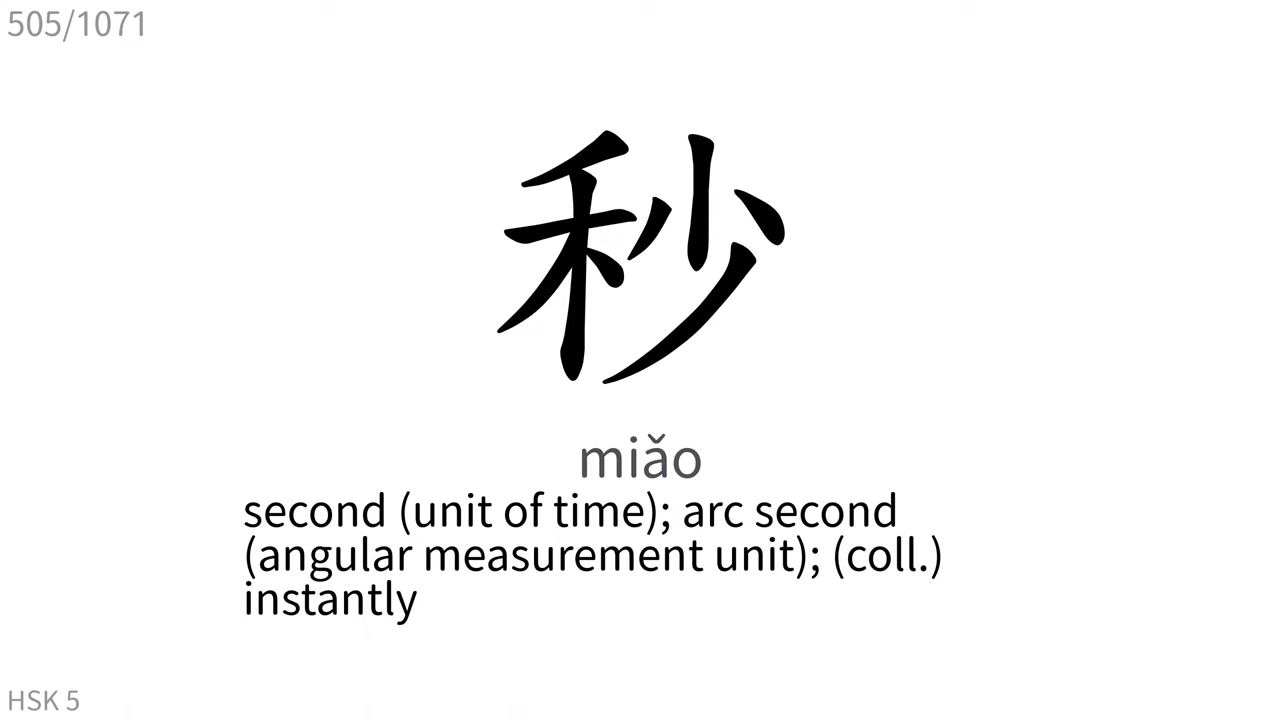 505/1071
秒
miǎo
second (unit of time); arc second
(angular measurement unit); (coll.)
instantly
HSK 5